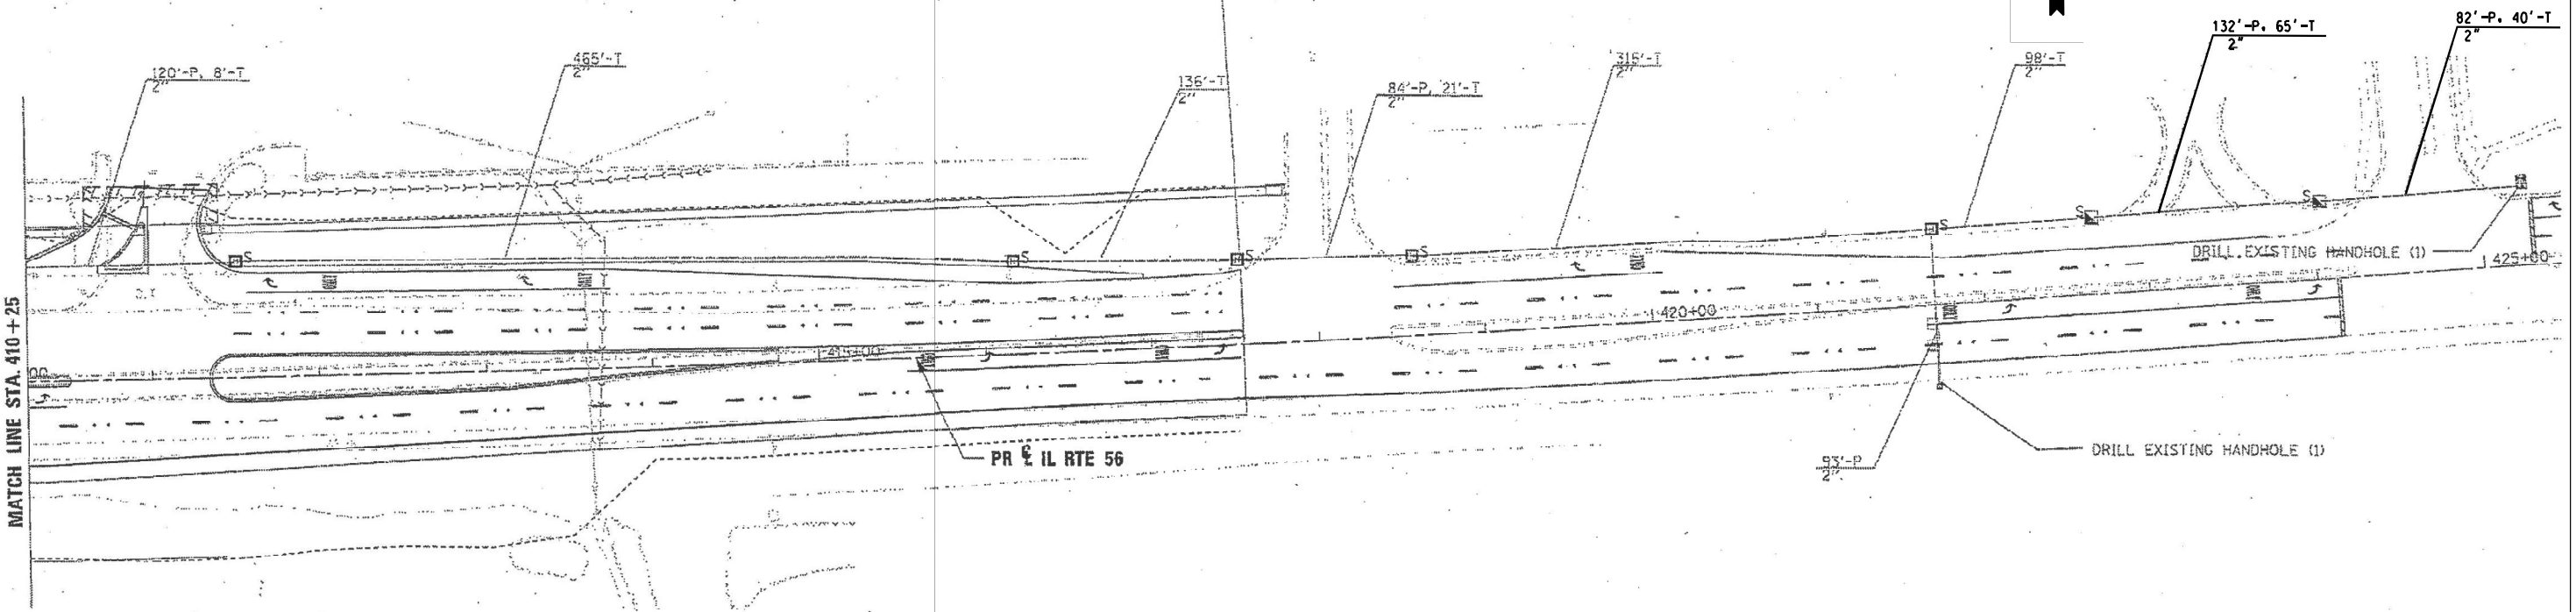 120'-P, 8'-T
2"
465'-T
2"
136'-T
2"
84'-P, 21'-T
2"
316'-T
2"
98'-T
2"
132'-P, 65'-T
2"
82'-P, 40'-T
2"
S
S
S
S
S
S
S
DRILL EXISTING HANDHOLE (1)
425+00
420+00
MATCH LINE STA. 410+25
PR ℄ IL RTE 56
93'-P
2"
DRILL EXISTING HANDHOLE (1)